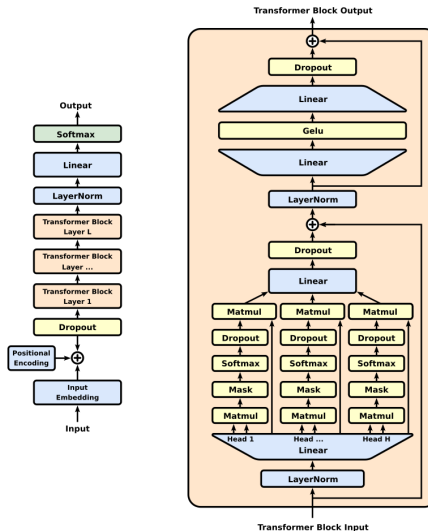 Output
Softmax
Linear
LayerNorm
Transformer Block
Layer L
Transformer Block
Layer ...
Transformer Block
Layer 1
Dropout
Positional
Encoding
Input
Embedding
Input
Transformer Block Output
Dropout
Linear
Gelu
Linear
LayerNorm
Dropout
Linear
Matmul Matmul Matmul
Dropout Dropout Dropout
Softmax Softmax Softmax
Mask Mask Mask
Matmul Matmul Matmul
Head 1 Head ... Head H
Linear
LayerNorm
Transformer Block Input